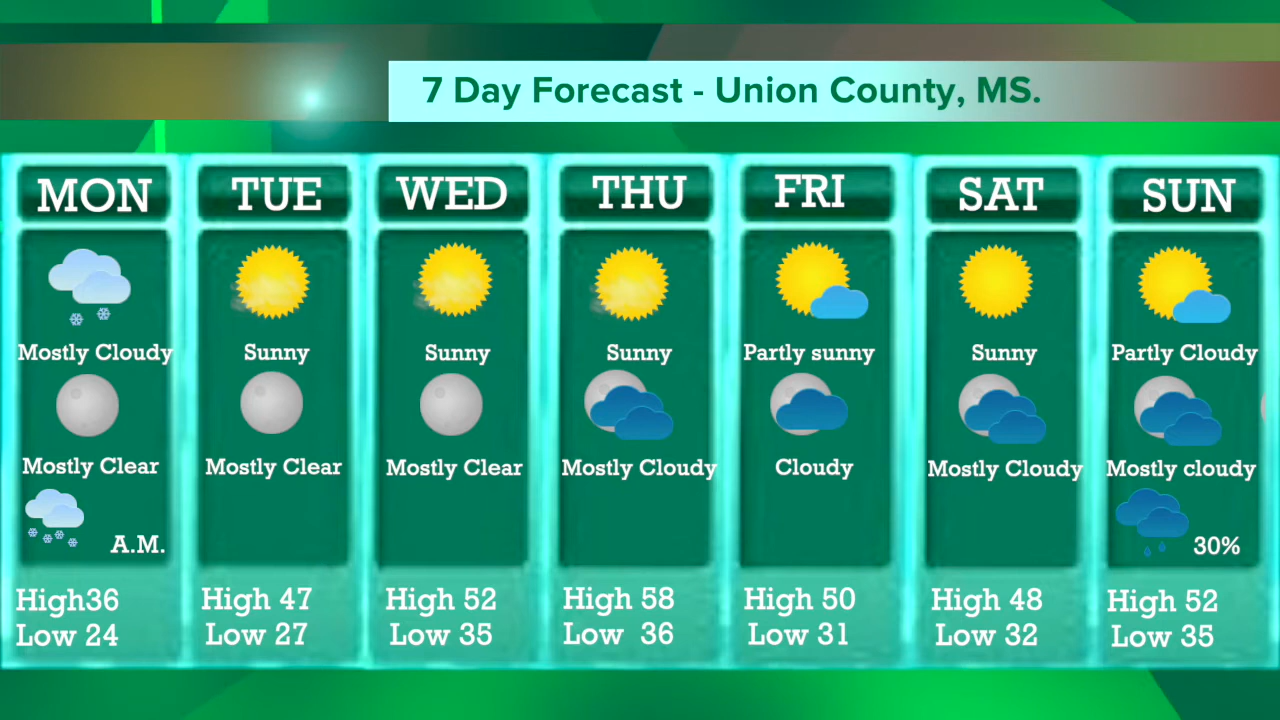 7 Day Forecast - Union County, MS.
MON
TUE
WED
THU
FRI
SAT
SUN
Mostly Cloudy
Sunny
Sunny
Sunny
Partly sunny
Sunny
Partly Cloudy
Mostly Clear
Mostly Clear
Mostly Clear
Mostly Cloudy
Cloudy
Mostly Cloudy
Mostly cloudy
A.M.
30%
High36
Low 24
High 47
Low 27
High 52
Low 35
High 58
Low 36
High 50
Low 31
High 48
Low 32
High 52
Low 35